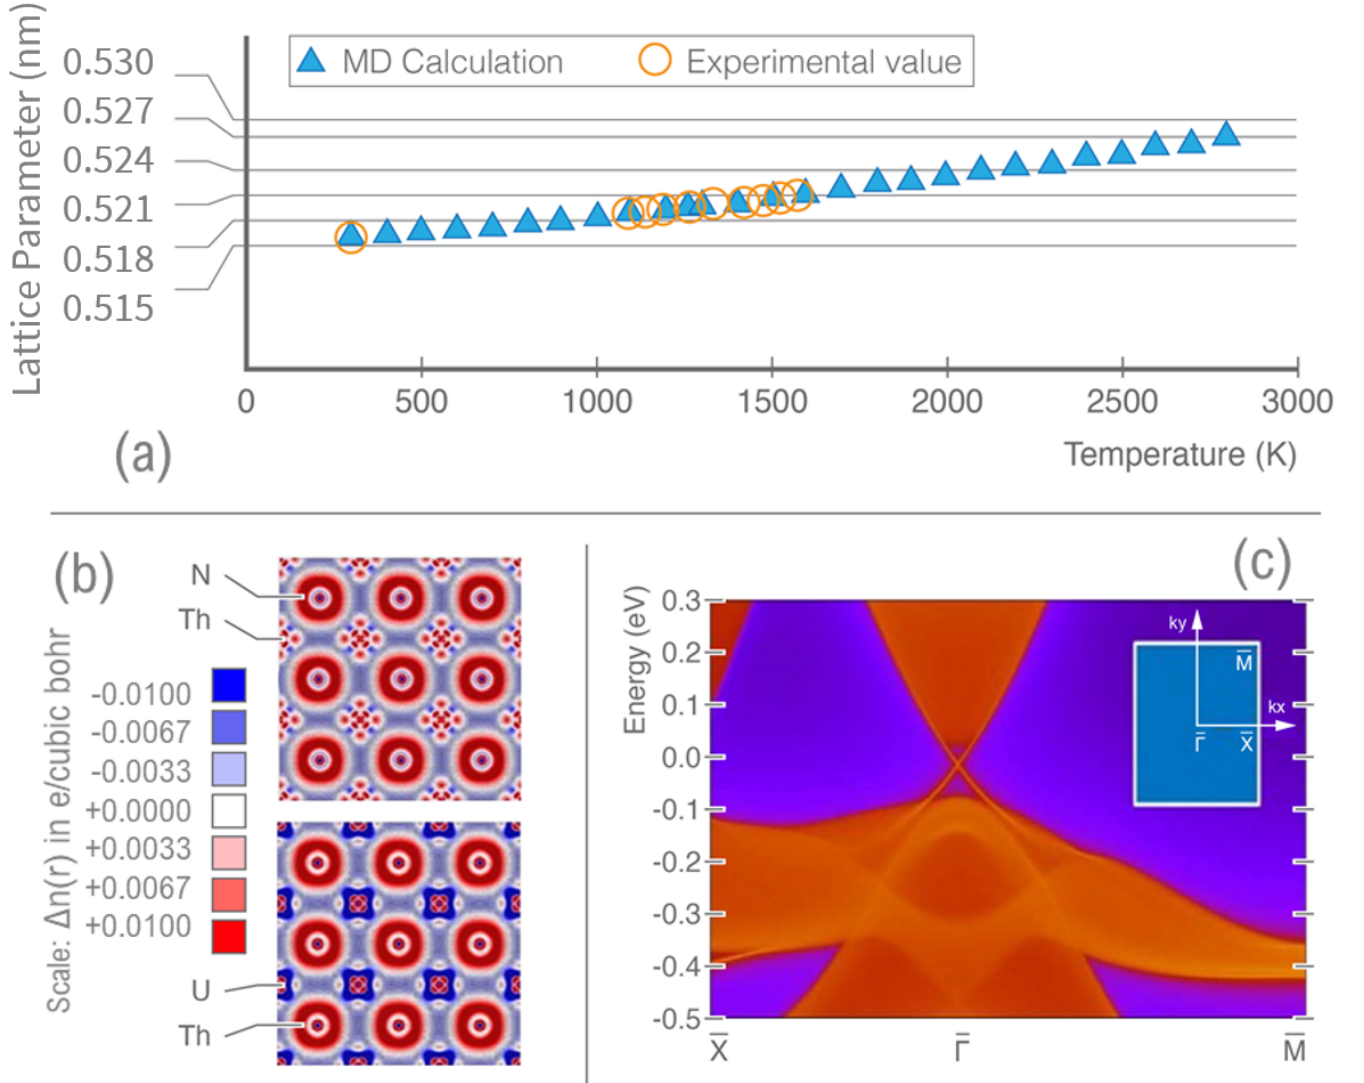 Lattice Parameter (nm)
0.530
0.527
0.524
0.521
0.518
0.515
MD Calculation
Experimental value
0 500 1000 1500 2000 2500 3000
Temperature (K)
(a)
(b)
N
Th
Scale: Δn(r) in e/cubic bohr
-0.0100
-0.0067
-0.0033
+0.0000
+0.0033
+0.0067
+0.0100
U
Th
(c)
Energy (eV)
0.3
0.2
0.1
0.0
-0.1
-0.2
-0.3
-0.4
-0.5
ky
M̅
kx
Γ̅ X̅
X̅ Γ̅ M̅